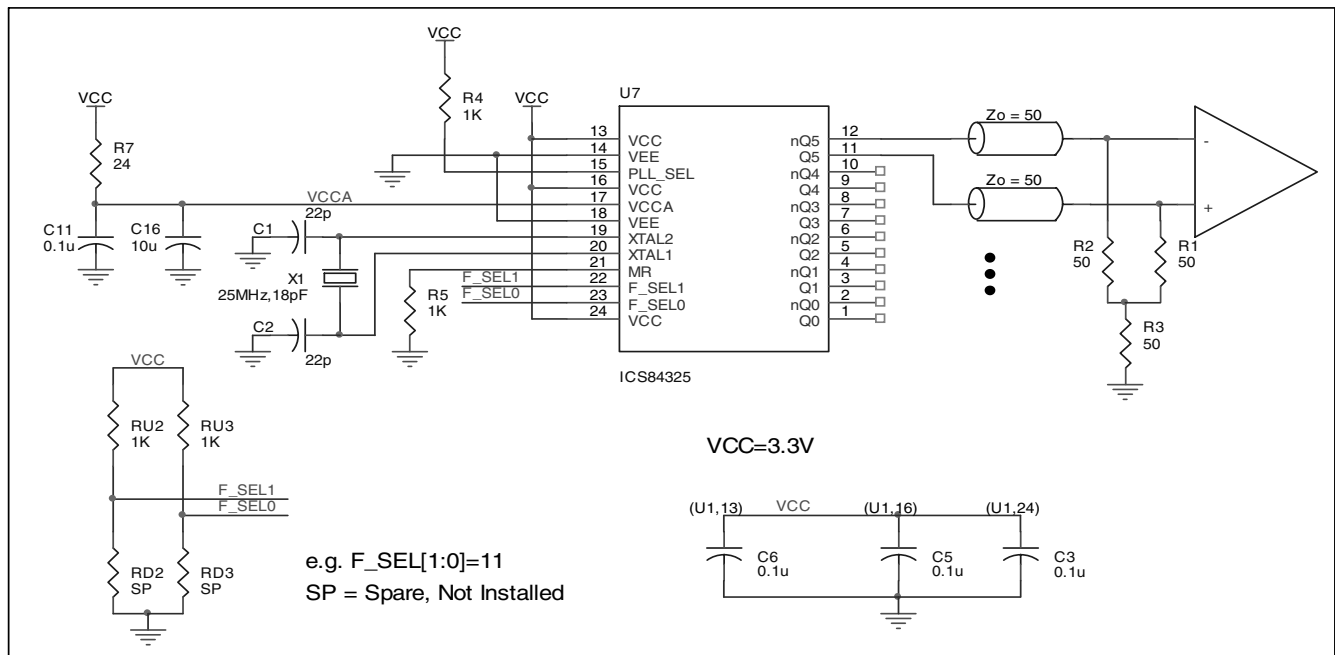 VCC
R4
1K
VCC
R7
24
VCC
U7
VCCA
C11
0.1u
C16
10u
C1
22p
X1
25MHz,18pF
C2
22p
R5
1K
F_SEL1
F_SEL0
13
14
15
16
17
18
19
20
21
22
23
24
VCC
VEE
PLL_SEL
VCC
VCCA
VEE
XTAL2
XTAL1
MR
F_SEL1
F_SEL0
VCC
nQ5
Q5
nQ4
Q4
nQ3
Q3
nQ2
Q2
nQ1
Q1
nQ0
Q0
12
11
10
9
8
7
6
5
4
3
2
1
ICS84325
Zo = 50
Zo = 50
-
+
R2
50
R1
50
R3
50
VCC
RU2
1K
RU3
1K
F_SEL1
F_SEL0
RD2
SP
RD3
SP
e.g. F_SEL[1:0]=11
SP = Spare, Not Installed
VCC=3.3V
(U1,13)
VCC
(U1,16)
(U1,24)
C6
0.1u
C5
0.1u
C3
0.1u